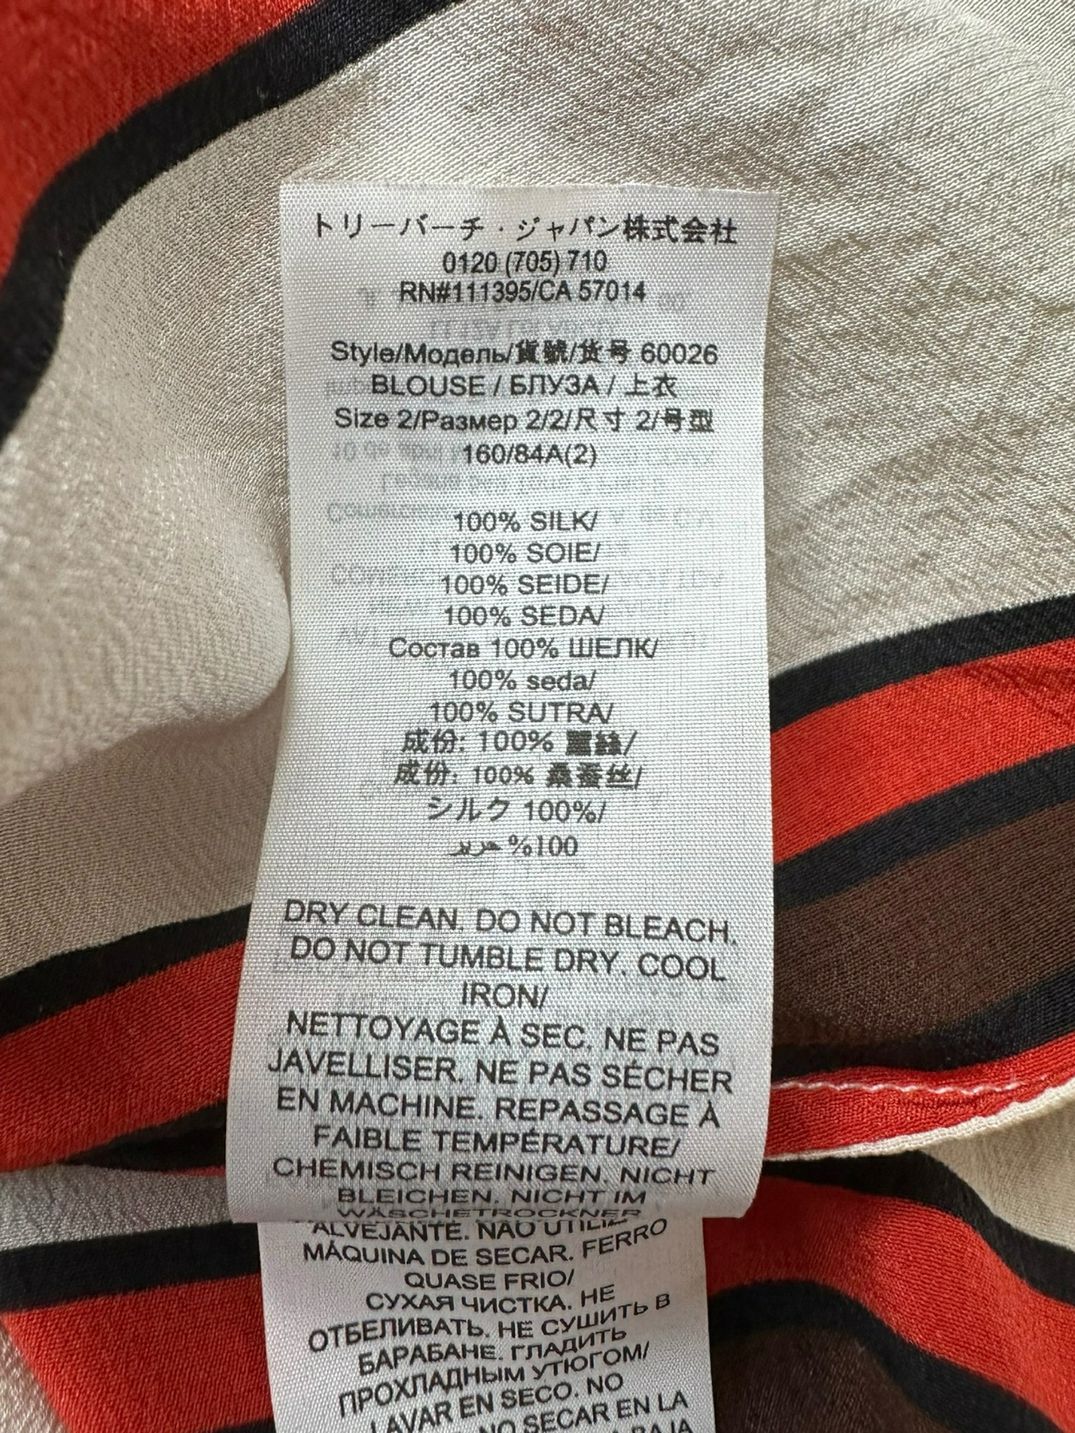 トリーバーチ・ジャパン株式会社
0120 (705) 710
RN#111395/CA 57014
Style/Модель/貨號/货号 60026
BLOUSE / БЛУЗА / 上衣
Size 2/Размер 2/2/尺寸 2/号型
160/84A(2)
100% SILK/
100% SOIE/
100% SEIDE/
100% SEDA/
Состав 100% ШЕЛК/
100% seda/
100% SUTRA/
成份: 100% 蠶絲/
成份: 100% 桑蚕丝/
シルク 100%/
%100 حرير
DRY CLEAN. DO NOT BLEACH.
DO NOT TUMBLE DRY. COOL
IRON/
NETTOYAGE À SEC. NE PAS
JAVELLISER. NE PAS SÉCHER
EN MACHINE. REPASSAGE À
FAIBLE TEMPÉRATURE/
CHEMISCH REINIGEN. NICHT
BLEICHEN. NICHT IM
WÄSCHETROCKNER
ALVEJANTE. NÃO
MÁQUINA DE SECAR. FERRO
QUASE FRIO/
СУХАЯ ЧИСТКА. НЕ
ОТБЕЛИВАТЬ. НЕ СУШИТЬ В
БАРАБАНЕ. ГЛАДИТЬ
ПРОХЛАДНЫМ УТЮГОМ/
LAVAR EN SECO. NO
NO SECAR EN LA